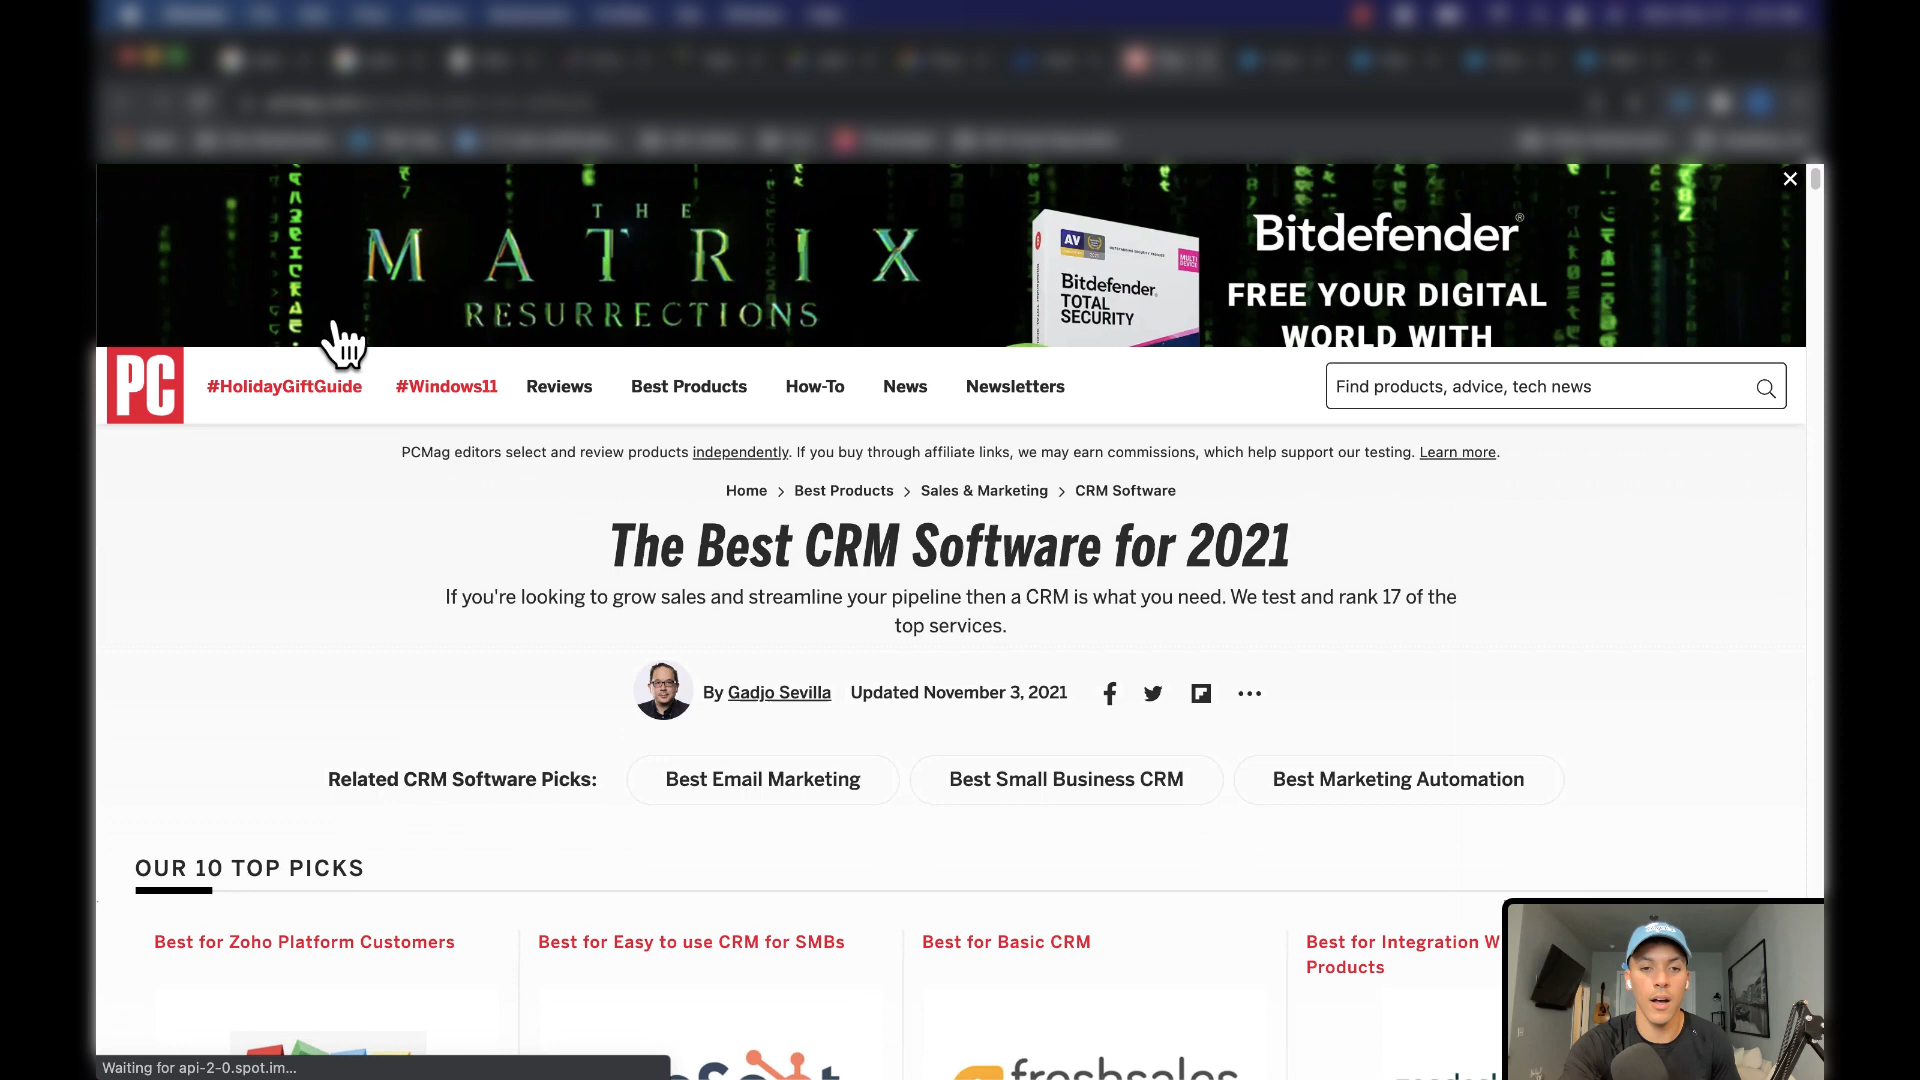 THE
MATRIX
RESURRECTIONS
AV
Bitdefender
TOTAL
SECURITY
MULTI
DEVICE
Bitdefender®
FREE YOUR DIGITAL
WORLD WITH
PC
#HolidayGiftGuide
#Windows11
Reviews
Best Products
How-To
News
Newsletters
Find products, advice, tech news
PCMag editors select and review products independently. If you buy through affiliate links, we may earn commissions, which help support our testing. Learn more.
Home > Best Products > Sales & Marketing > CRM Software
The Best CRM Software for 2021
If you're looking to grow sales and streamline your pipeline then a CRM is what you need. We test and rank 17 of the
top services.
By Gadjo Sevilla Updated November 3, 2021
Related CRM Software Picks:
Best Email Marketing
Best Small Business CRM
Best Marketing Automation
OUR 10 TOP PICKS
Best for Zoho Platform Customers
Best for Easy to use CRM for SMBs
Best for Basic CRM
Best for Integration W
Products
freshsales
Waiting for api-2-0.spot.im...